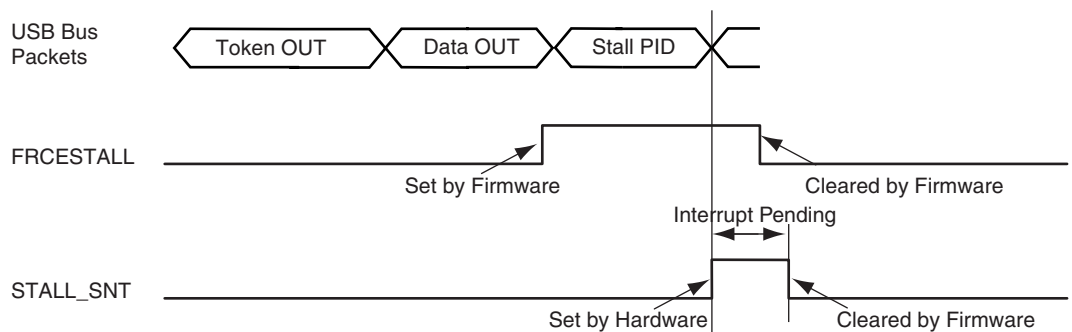 USB Bus
Packets
Token OUT
Data OUT
Stall PID
FRCESTALL
Set by Firmware
Cleared by Firmware
Interrupt Pending
STALL_SNT
Set by Hardware
Cleared by Firmware